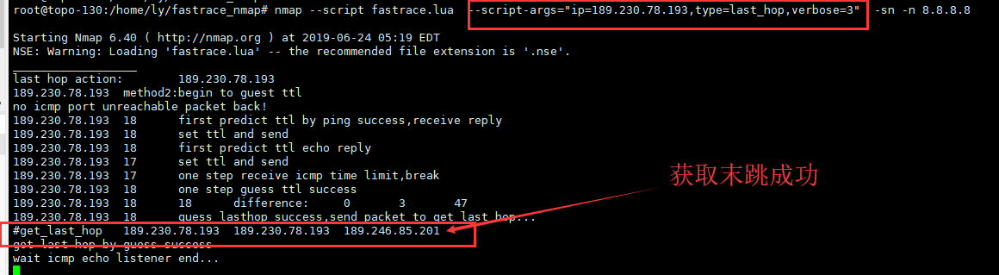 root@topo-130:/home/ly/fastrace_nmap# nmap --script fastrace.lua --script-args="ip=189.230.78.193,type=last_hop,verbose=3" -sn -n 8.8.8.8
Starting Nmap 6.40 ( http://nmap.org ) at 2019-06-24 05:19 EDT
NSE: Warning: Loading 'fastrace.lua' -- the recommended file extension is '.nse'.
__________________
last hop action: 189.230.78.193
189.230.78.193 method2:begin to guest ttl
no icmp port unreachable packet back!
189.230.78.193 18 first predict ttl by ping success,receive reply
189.230.78.193 18 set ttl and send
189.230.78.193 18 first predict ttl echo reply
189.230.78.193 17 set ttl and send
189.230.78.193 17 one step receive icmp time limit,break
189.230.78.193 18 one step guess ttl success
189.230.78.193 18 18 difference: 0 3 47
189.230.78.193 18 guess lasthop success,send packet to get last hop...
#get_last_hop 189.230.78.193 189.230.78.193 189.246.85.201
get last hop by guess success
wait icmp echo listener end...
获取末跳成功